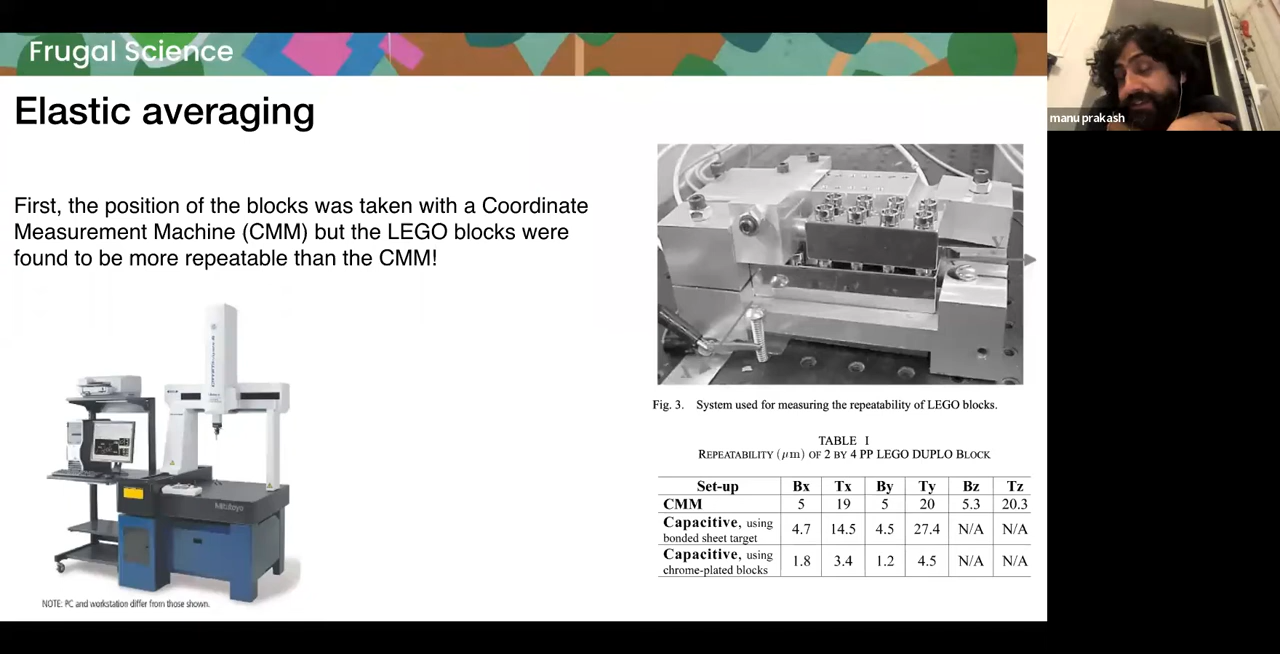 Frugal Science
manu prakash
Elastic averaging
First, the position of the blocks was taken with a Coordinate
Measurement Machine (CMM) but the LEGO blocks were
found to be more repeatable than the CMM!
Mitutoyo
NOTE: PC and workstation differ from those shown.
Fig. 3. System used for measuring the repeatability of LEGO blocks.
TABLE I
REPEATABILITY (μm) OF 2 BY 4 PP LEGO DUPLO BLOCK
Set-up Bx Tx By Ty Bz Tz
CMM 5 19 5 20 5.3 20.3
Capacitive, using
bonded sheet target 4.7 14.5 4.5 27.4 N/A N/A
Capacitive, using
chrome-plated blocks 1.8 3.4 1.2 4.5 N/A N/A